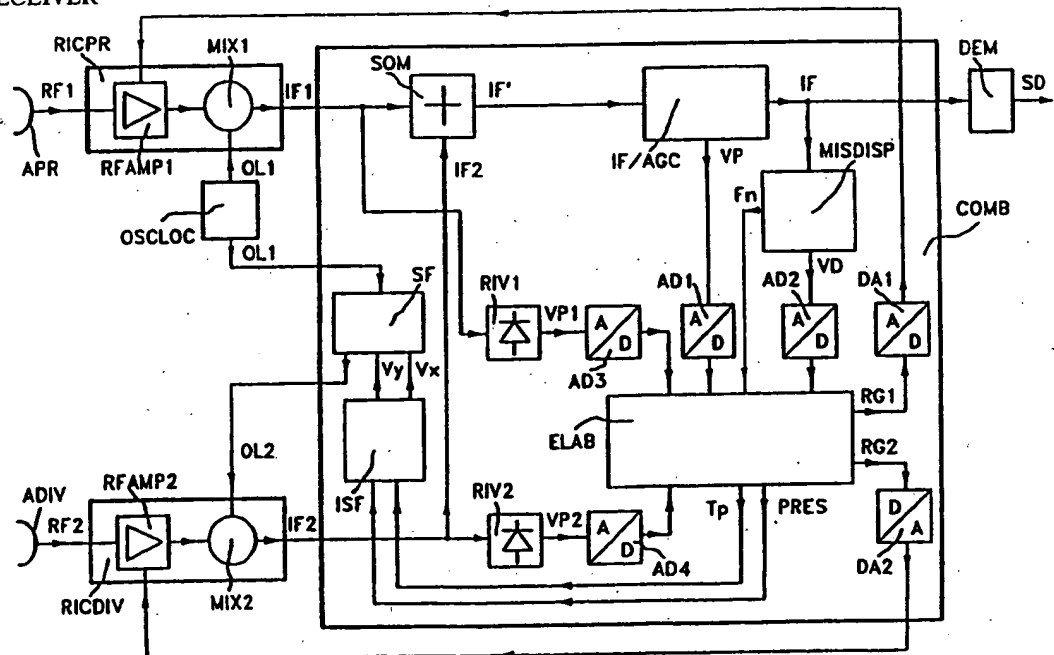 RICPR
MIX1
SOM
DEM
RF1
IF1
IF'
IF
SD
APR
RFAMP1
OL1
IF2
IF/AGC
VP
MISDISP
Fn
COMB
OSCLOC
OL1
SF
RIV1
VP1
AD1
AD2
VD
DA1
A
D
A
D
A
D
A
D
Vy
Vx
AD3
RG1
ELAB
RG2
OL2
ADIV
RFAMP2
ISF
RIV2
VP2
Tp
PRES
RF2
IF2
A
D
D
A
AD4
DA2
RICDIV
MIX2